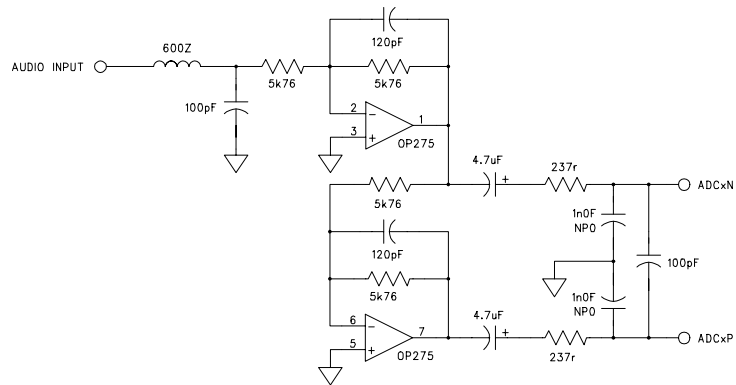 120pF
600Z
AUDIO INPUT
5k76
5k76
100pF
2
-
3
+
1
OP275
4.7uF
+
237r
ADCxN
5k76
1n0F
NP0
120pF
100pF
5k76
1n0F
NP0
4.7uF
+
6
-
5
+
7
OP275
237r
ADCxP